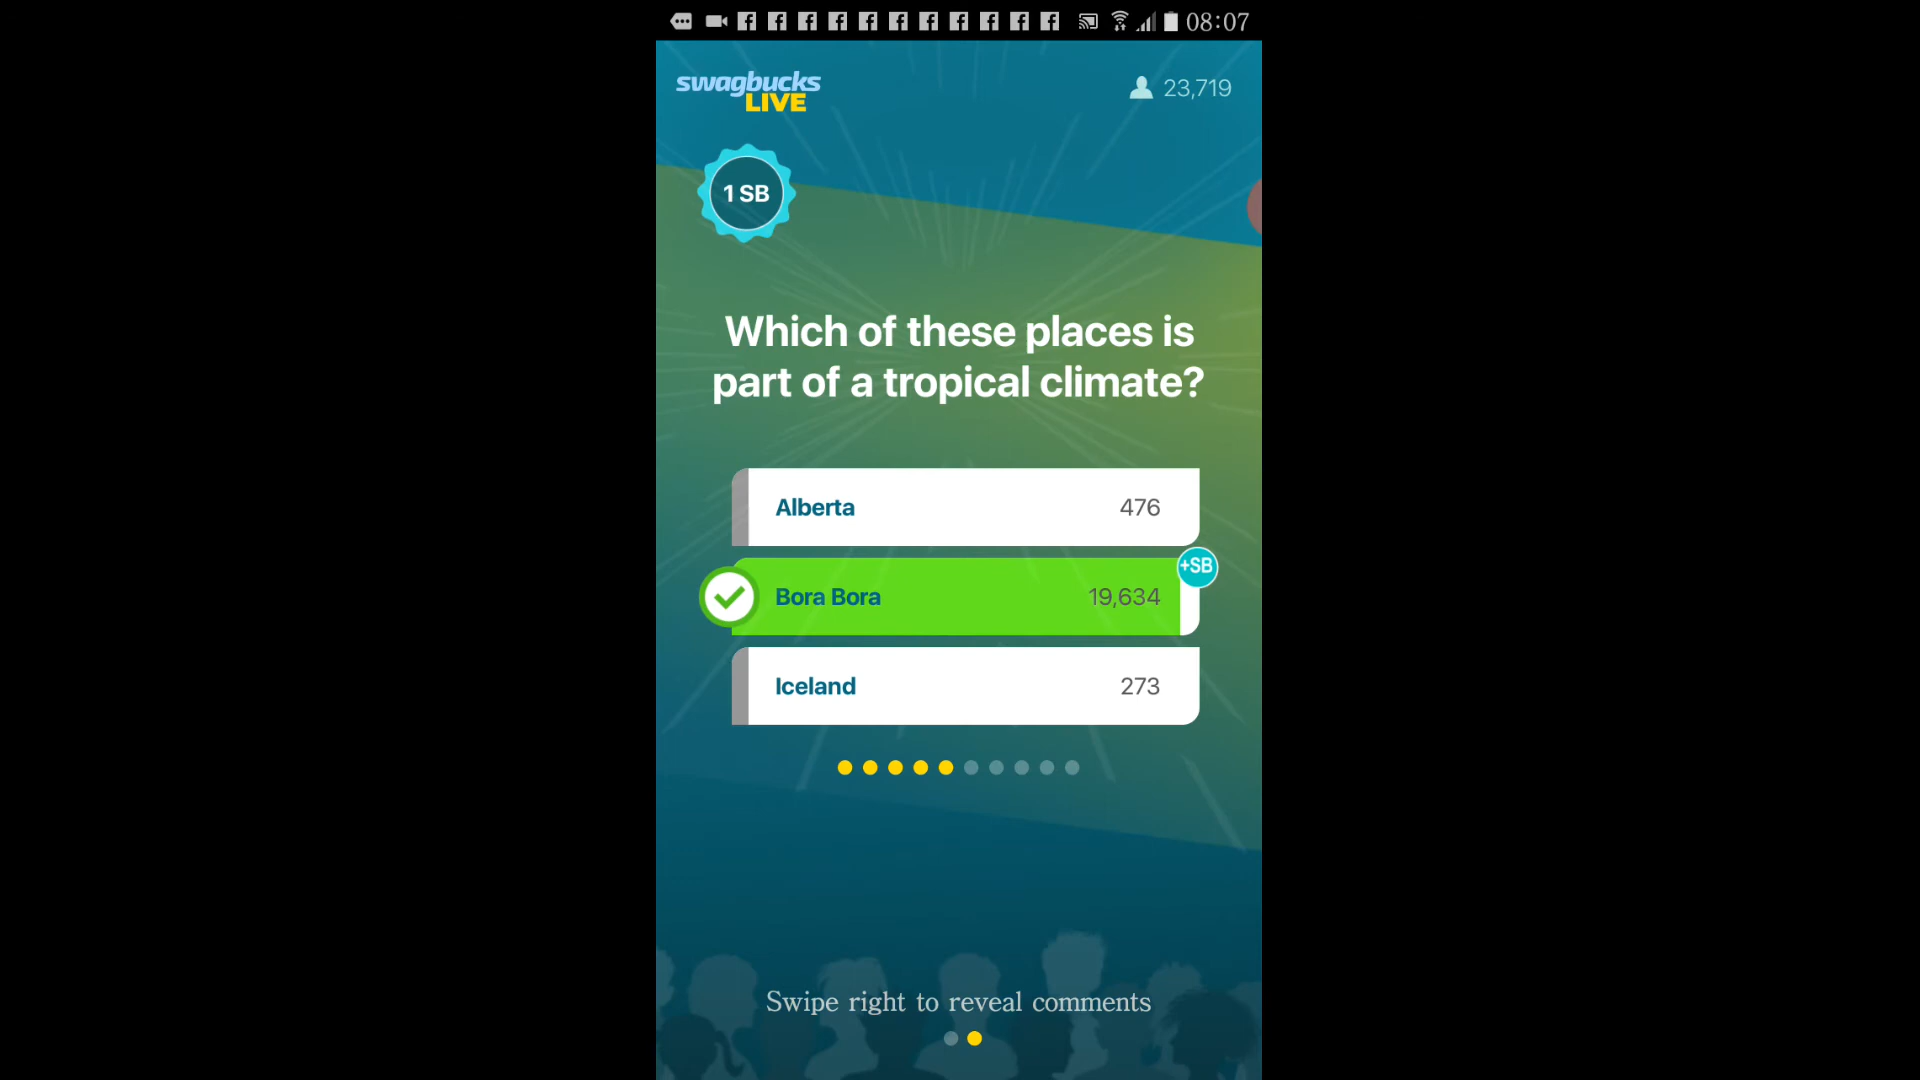 08:07
swagbucks
LIVE
23,719
1 SB
Which of these places is
part of a tropical climate?
Alberta 476
+SB
Bora Bora 19,634
Iceland 273
Swipe right to reveal comments